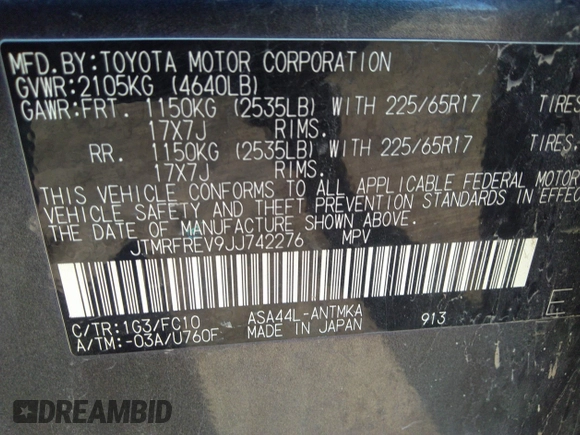 MFD.BY:TOYOTA MOTOR CORPORATION
GVWR:2105KG (4640LB)
GAWR:FRT. 1150KG (2535LB) WITH 225/65R17 TIRES
17X7J RIMS.
RR. 1150KG (2535LB) WITH 225/65R17 TIRES.
17X7J RIMS.
THIS VEHICLE CONFORMS TO ALL APPLICABLE FEDERAL MOTOR
VEHICLE SAFETY AND THEFT PREVENTION STANDARDS IN EFFEC
THE DATE OF MANUFACTURE SHOWN ABOVE.
JTMRFREV9JJ742276 MPV
C/TR:1G3/FC10 ASA44L-ANTMKA 913
A/TM:-03A/U760F MADE IN JAPAN
E
DREAMBID